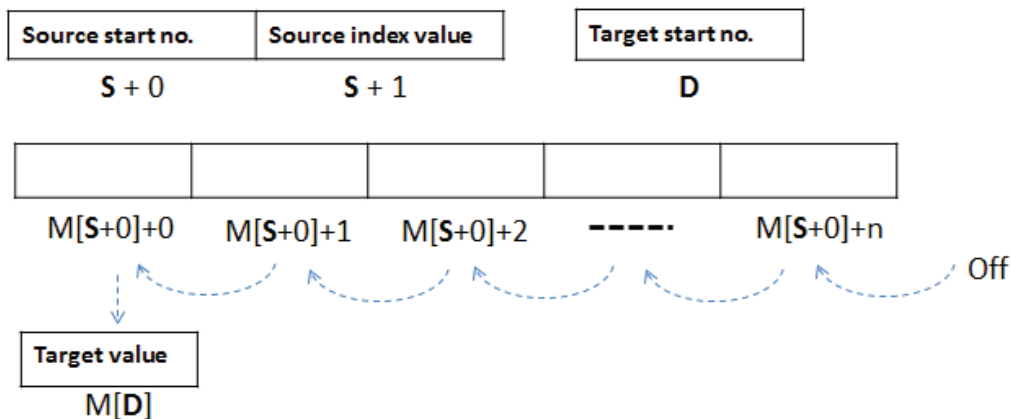 Source start no. Source index value Target start no.
S + 0 S + 1 D
M[S+0]+0 M[S+0]+1 M[S+0]+2 ----- M[S+0]+n
Off
Target value
M[D]